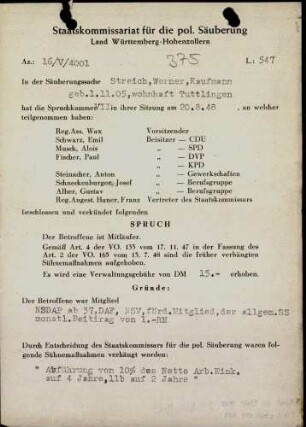 Staatskommissariat für die pol. Säuberung
Land Württemberg-Hohenzollern
Az.: 16/V/4001 375 L: 547
In der Säuberungssache Streich, Werner, Kaufmann
geb.1.11.05, wohnhaft Tuttlingen
hat die Spruchkammer VII in ihrer Sitzung am 20.8.48, an welcher
teilgenommen haben:
Reg.Ass. Wax Vorsitzender
Schwarz, Emil Beisitzer — CDU
Musch, Alois „ — SPD
Fischer, Paul „ — DVP
„ — KPD
Steinacher, Anton „ — Gewerkschaften
Schneckenburger, Josef „ — Berufsgruppe
Alber, Gustav „ — Berufsgruppe
Reg.Angest. Haner, Franz Vertreter des Staatskommissars
beschlossen und verkündet folgenden
SPRUCH
Der Betroffene ist Mitläufer.
Gemäß Art. 4 der VO. 133 vom 17. 11. 47 in der Fassung des
Art. 2 der VO. 165 vom 13. 7. 48 sind die früher verhängten
Sühnemaßnahmen aufgehoben.
Es wird eine Verwaltungsgebühr von DM 15.- erhoben.
Gründe:
Der Betroffene war Mitglied
NSDAP ab 37, DAF, NSV, förd. Mitglied, der allgem. SS
monatl. Beitrag von 1.-RM
Durch Entscheidung des Staatskommissars für die pol. Säuberung waren folgende Sühnemaßnahmen verhängt worden:
" Abführung von 10% des Netto Arb. Eink.
auf 4 Jahre, 11b auf 2 Jahre "